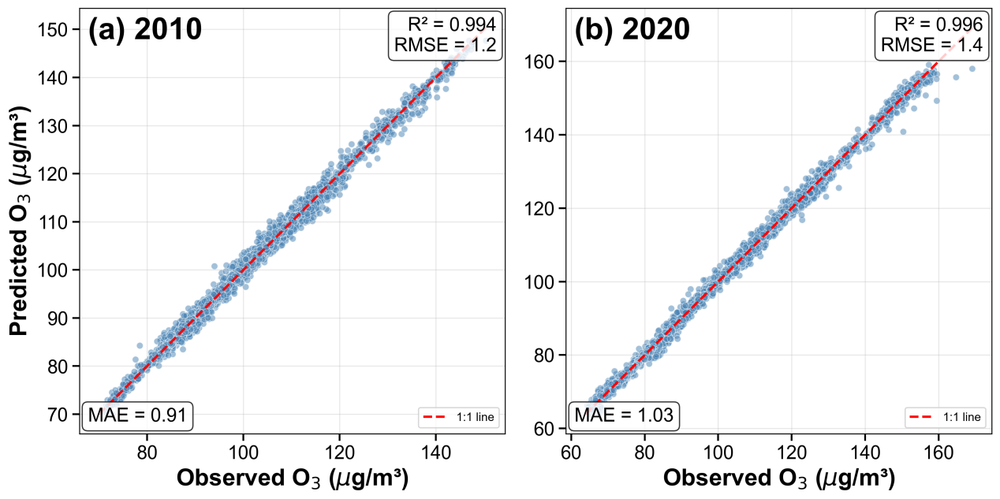 (a) 2010
R² = 0.994
RMSE = 1.2
150
140
130
120
110
100
90
80
70
Predicted O₃ (μg/m³)
MAE = 0.91
1:1 line
80 100 120 140
Observed O₃ (μg/m³)
(b) 2020
R² = 0.996
RMSE = 1.4
160
140
120
100
80
60
MAE = 1.03
1:1 line
60 80 100 120 140 160
Observed O₃ (μg/m³)